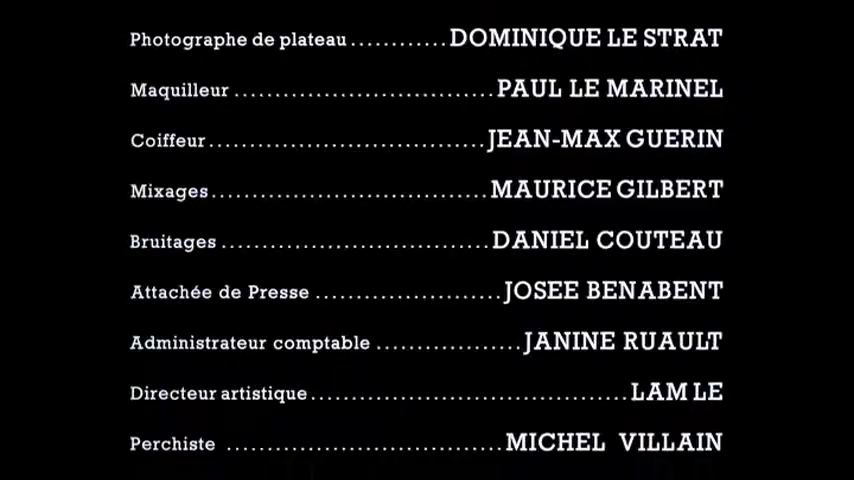 Photographe de plateau............DOMINIQUE LE STRAT
Maquilleur................................PAUL LE MARINEL
Coiffeur..................................JEAN-MAX GUERIN
Mixages..................................MAURICE GILBERT
Bruitages.................................DANIEL COUTEAU
Attachée de Presse.......................JOSEE BENABENT
Administrateur comptable..................JANINE RUAULT
Directeur artistique.......................................LAM LE
Perchiste..................................MICHEL VILLAIN